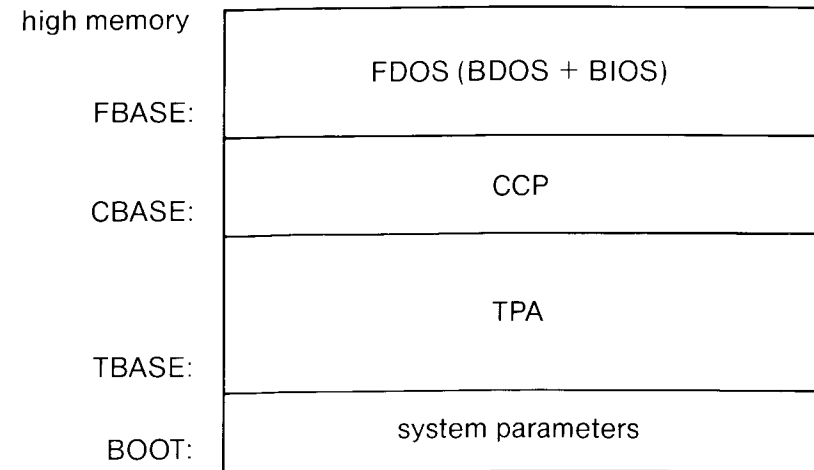 high memory
FDOS (BDOS + BIOS)
FBASE:
CCP
CBASE:
TPA
TBASE:
system parameters
BOOT: